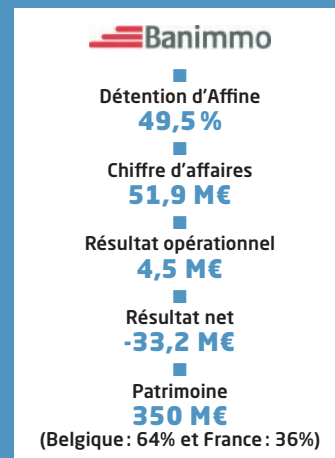 Banimmo
Détention d'Affine
49,5 %
Chiffre d'affaires
51,9 M€
Résultat opérationnel
4,5 M€
Résultat net
-33,2 M€
Patrimoine
350 M€
(Belgique : 64% et France : 36%)